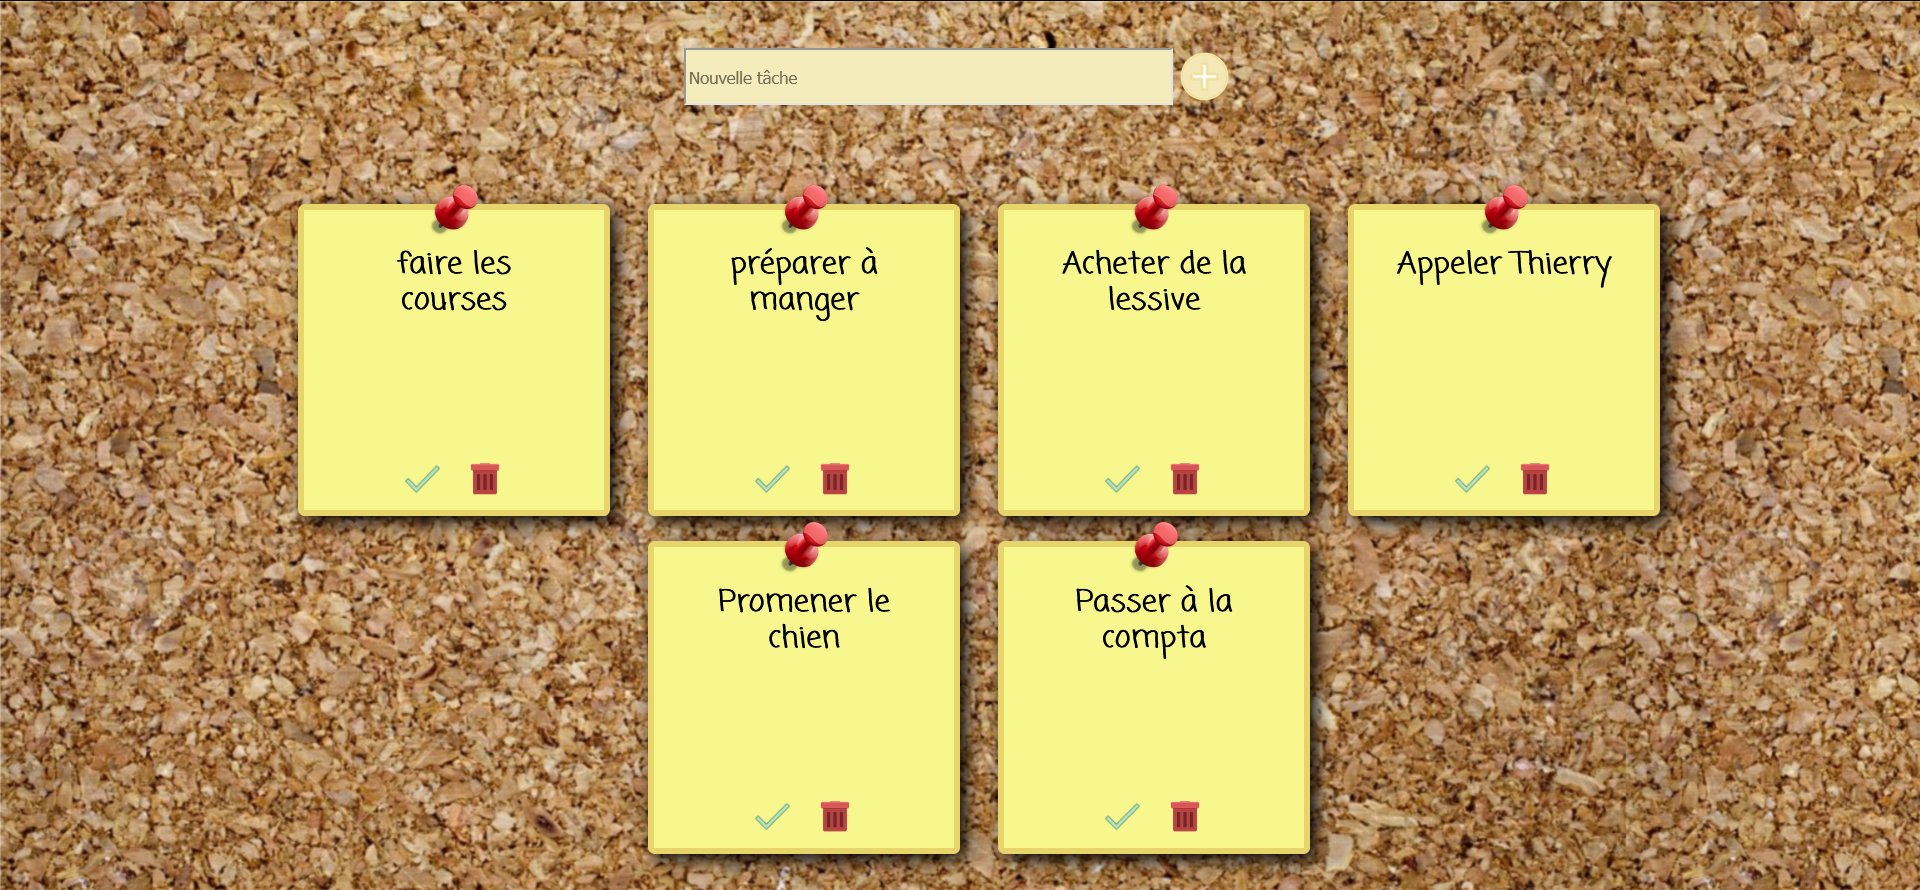 Nouvelle tâche
faire les
courses
préparer à
manger
Acheter de la
lessive
Appeler Thierry
Promener le
chien
Passer à la
compta